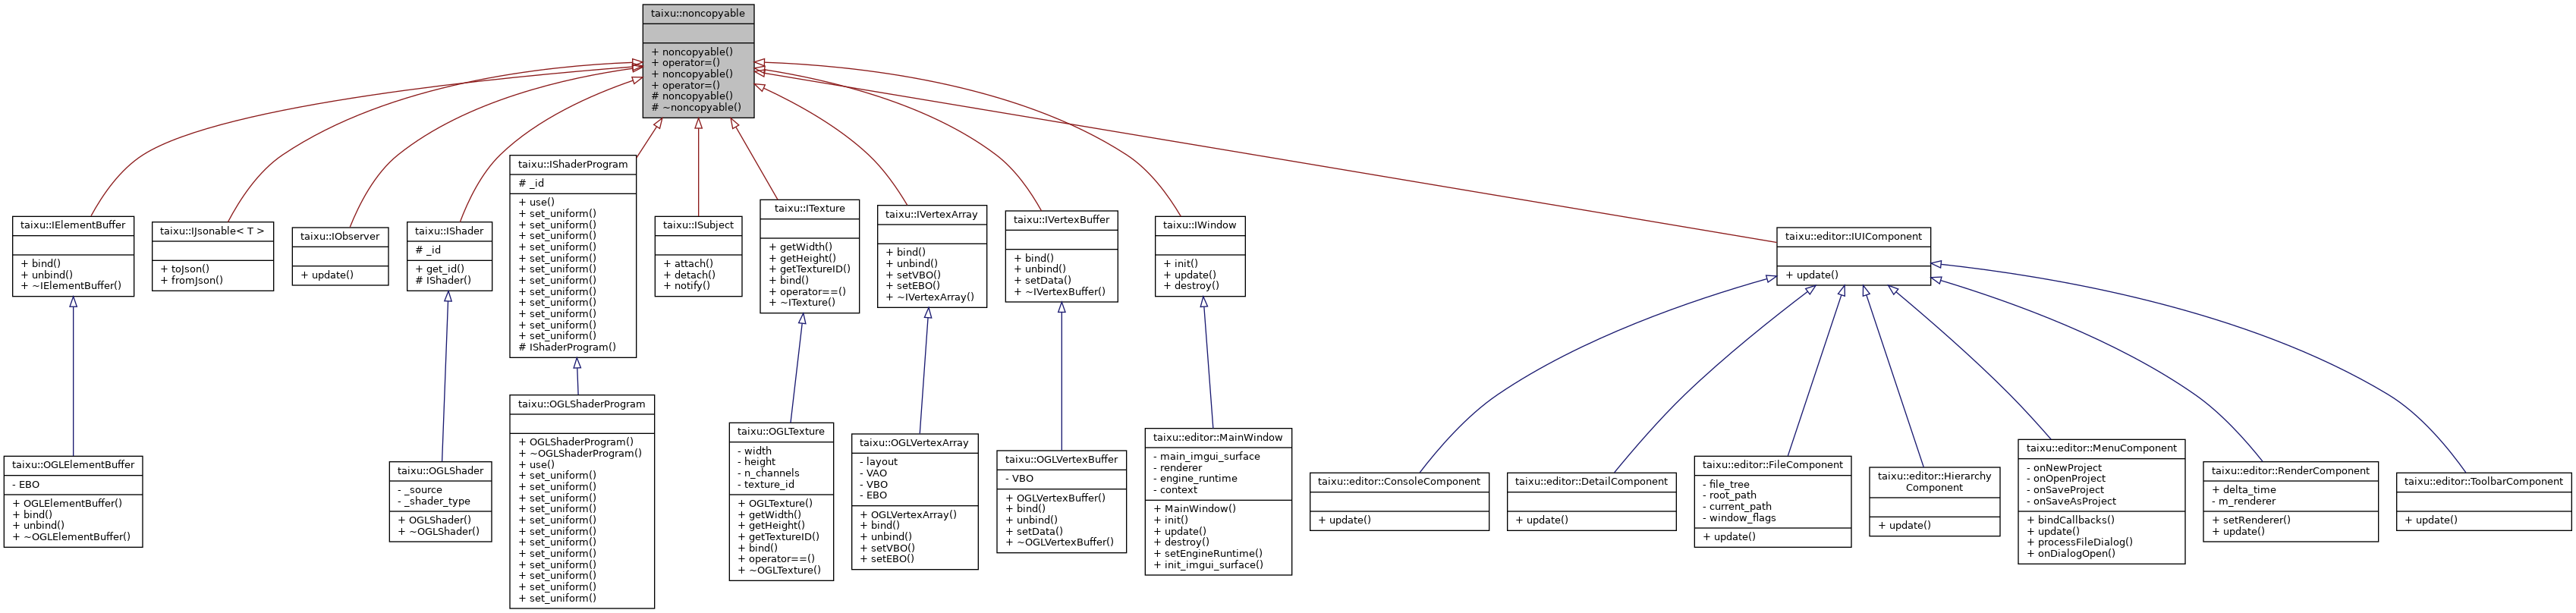 taixu::noncopyable
+ noncopyable()
+ operator=()
+ noncopyable()
+ operator=()
# noncopyable()
# ~noncopyable()
taixu::IElementBuffer
+ bind()
+ unbind()
+ ~IElementBuffer()
taixu::IJsonable< T >
+ toJson()
+ fromJson()
taixu::IObserver
+ update()
taixu::IShader
# _id
+ get_id()
# IShader()
taixu::IShaderProgram
# _id
+ use()
+ set_uniform()
+ set_uniform()
+ set_uniform()
+ set_uniform()
+ set_uniform()
+ set_uniform()
+ set_uniform()
+ set_uniform()
+ set_uniform()
+ set_uniform()
+ set_uniform()
+ set_uniform()
# IShaderProgram()
taixu::ISubject
+ attach()
+ detach()
+ notify()
taixu::ITexture
+ getWidth()
+ getHeight()
+ getTextureID()
+ bind()
+ operator==()
+ ~ITexture()
taixu::IVertexArray
+ bind()
+ unbind()
+ setVBO()
+ setEBO()
+ ~IVertexArray()
taixu::IVertexBuffer
+ bind()
+ unbind()
+ setData()
+ ~IVertexBuffer()
taixu::IWindow
+ init()
+ update()
+ destroy()
taixu::editor::IUIComponent
+ update()
taixu::OGLElementBuffer
- EBO
+ OGLElementBuffer()
+ bind()
+ unbind()
+ ~OGLElementBuffer()
taixu::OGLShader
- _source
- _shader_type
+ OGLShader()
+ ~OGLShader()
taixu::OGLShaderProgram
+ OGLShaderProgram()
+ ~OGLShaderProgram()
+ use()
+ set_uniform()
+ set_uniform()
+ set_uniform()
+ set_uniform()
+ set_uniform()
+ set_uniform()
+ set_uniform()
+ set_uniform()
+ set_uniform()
+ set_uniform()
+ set_uniform()
+ set_uniform()
taixu::OGLTexture
- width
- height
- n_channels
- texture_id
+ OGLTexture()
+ getWidth()
+ getHeight()
+ getTextureID()
+ bind()
+ operator==()
+ ~OGLTexture()
taixu::OGLVertexArray
- layout
- VAO
- VBO
- EBO
+ OGLVertexArray()
+ bind()
+ unbind()
+ setVBO()
+ setEBO()
taixu::OGLVertexBuffer
- VBO
+ OGLVertexBuffer()
+ bind()
+ unbind()
+ setData()
+ ~OGLVertexBuffer()
taixu::editor::MainWindow
- main_imgui_surface
- renderer
- engine_runtime
- context
+ MainWindow()
+ init()
+ update()
+ destroy()
+ setEngineRuntime()
+ init_imgui_surface()
taixu::editor::ConsoleComponent
+ update()
taixu::editor::DetailComponent
+ update()
taixu::editor::FileComponent
- file_tree
- root_path
- current_path
- window_flags
+ update()
taixu::editor::Hierarchy
Component
+ update()
taixu::editor::MenuComponent
- onNewProject
- onOpenProject
- onSaveProject
- onSaveAsProject
+ bindCallbacks()
+ update()
+ processFileDialog()
+ onDialogOpen()
taixu::editor::RenderComponent
+ delta_time
- m_renderer
+ setRenderer()
+ update()
taixu::editor::ToolbarComponent
+ update()